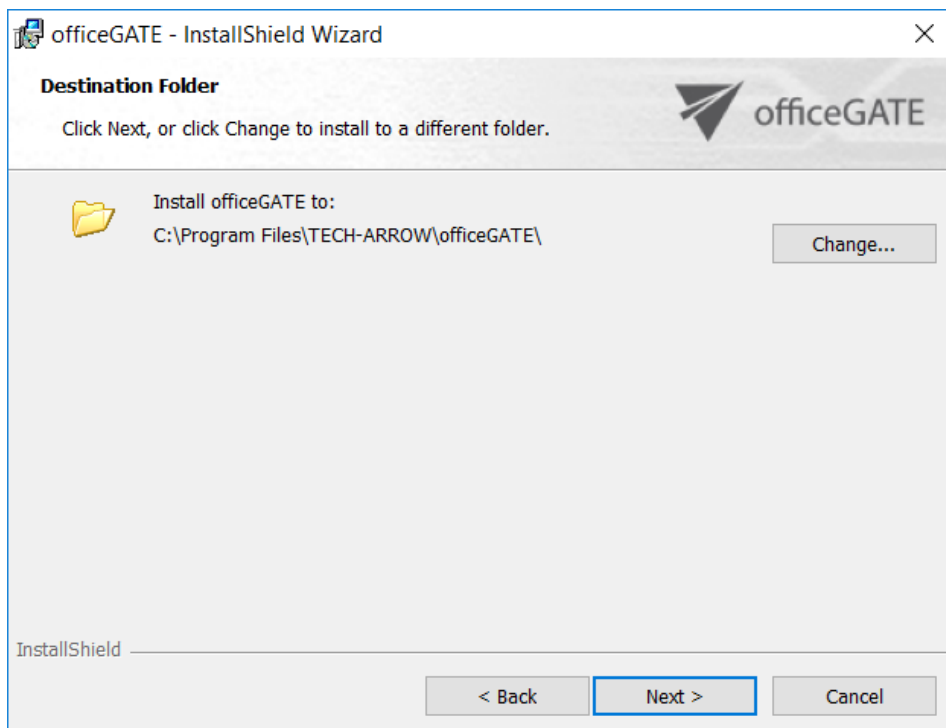 officeGATE - InstallShield Wizard
Destination Folder
Click Next, or click Change to install to a different folder.
officeGATE
Install officeGATE to:
C:\Program Files\TECH-ARROW\officeGATE\
Change...
InstallShield
< Back
Next >
Cancel